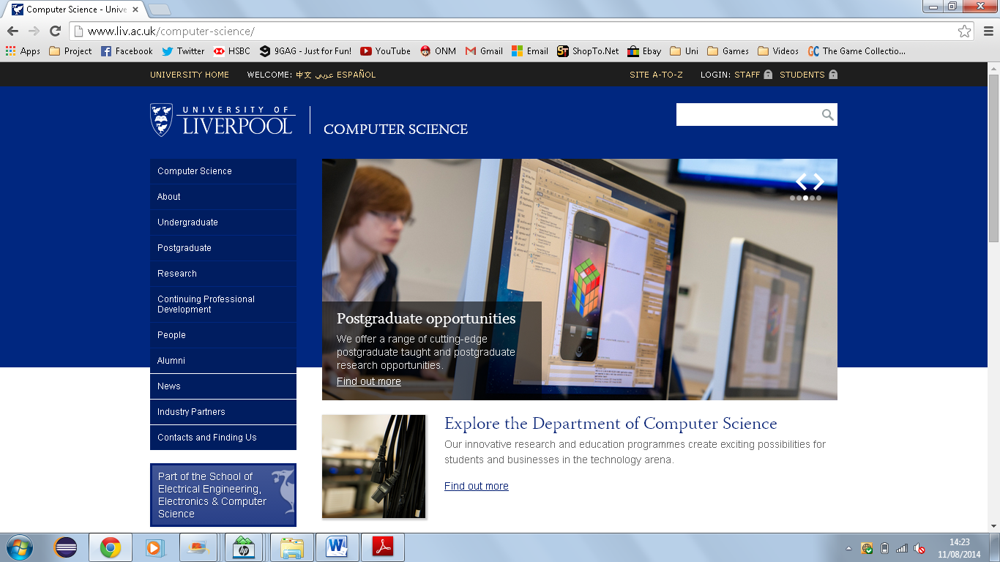 Computer Science - Unive
www.liv.ac.uk/computer-science/
Apps Project Facebook Twitter HSBC 9GAG - Just for Fun! YouTube ONM Gmail Email ShopTo.Net Ebay Uni Games Videos The Game Collectio...
UNIVERSITY HOME WELCOME: 中文 عربي ESPAÑOL SITE A-TO-Z LOGIN: STAFF STUDENTS
UNIVERSITY OF
LIVERPOOL
COMPUTER SCIENCE
Computer Science
About
Undergraduate
Postgraduate
Research
Continuing Professional
Development
People
Alumni
News
Industry Partners
Contacts and Finding Us
Part of the School of
Electrical Engineering,
Electronics & Computer
Science
Postgraduate opportunities
We offer a range of cutting-edge
postgraduate taught and postgraduate
research opportunities.
Find out more
Explore the Department of Computer Science
Our innovative research and education programmes create exciting possibilities for
students and businesses in the technology arena.
Find out more
14:23
11/08/2014